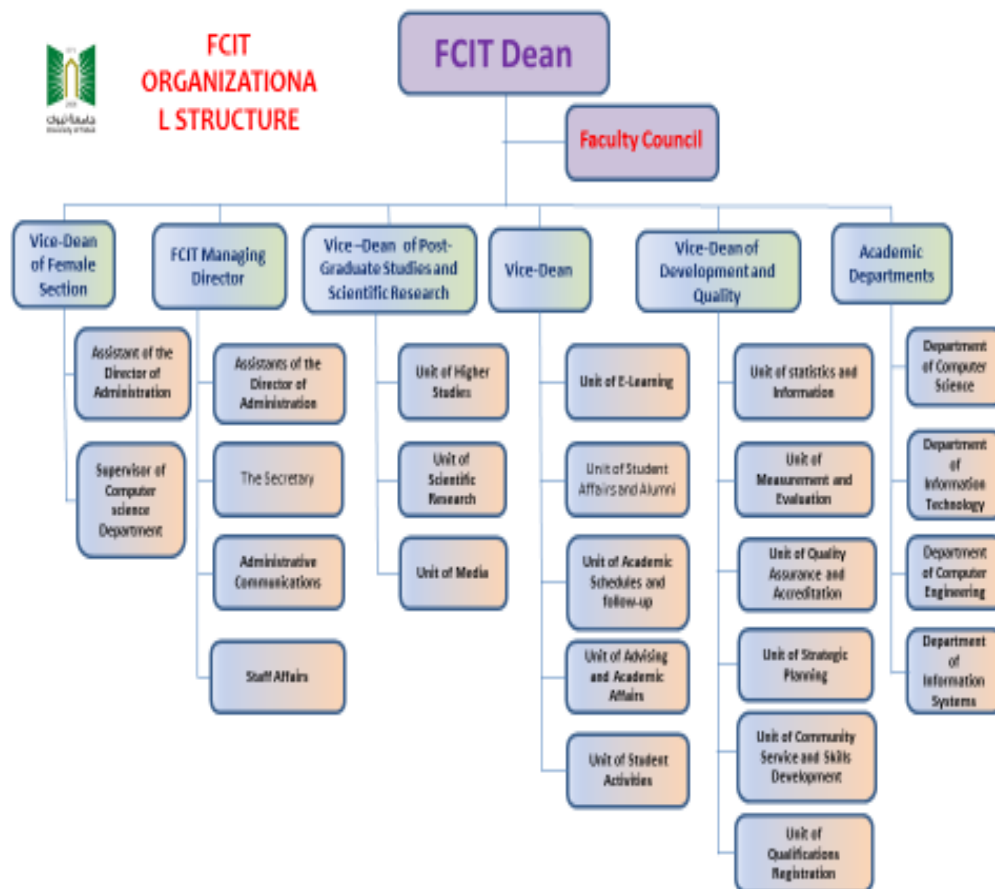 FCIT
ORGANIZATIONA
L STRUCTURE
جامعة تبوك
University of Tabuk
FCIT Dean
Faculty Council
Vice-Dean
of Female
Section
FCIT Managing
Director
Vice –Dean of Post-
Graduate Studies and
Scientific Research
Vice-Dean
Vice-Dean of
Development and
Quality
Academic
Departments
Assistant of the
Director of
Administration
Supervisor of
Computer
science
Department
Assistants of the
Director of
Administration
The Secretary
Administrative
Communications
Staff Affairs
Unit of Higher
Studies
Unit of
Scientific
Research
Unit of Media
Unit of E-Learning
Unit of Student
Affairs and Alumni
Unit of Academic
Schedules and
follow-up
Unit of Advising
and Academic
Affairs
Unit of Student
Activities
Unit of statistics and
Information
Unit of
Measurement and
Evaluation
Unit of Quality
Assurance and
Accreditation
Unit of Strategic
Planning
Unit of Community
Service and Skills
Development
Unit of
Qualifications
Registration
Department
of Computer
Science
Department
of
Information
Technology
Department
of Computer
Engineering
Department
of
Information
Systems